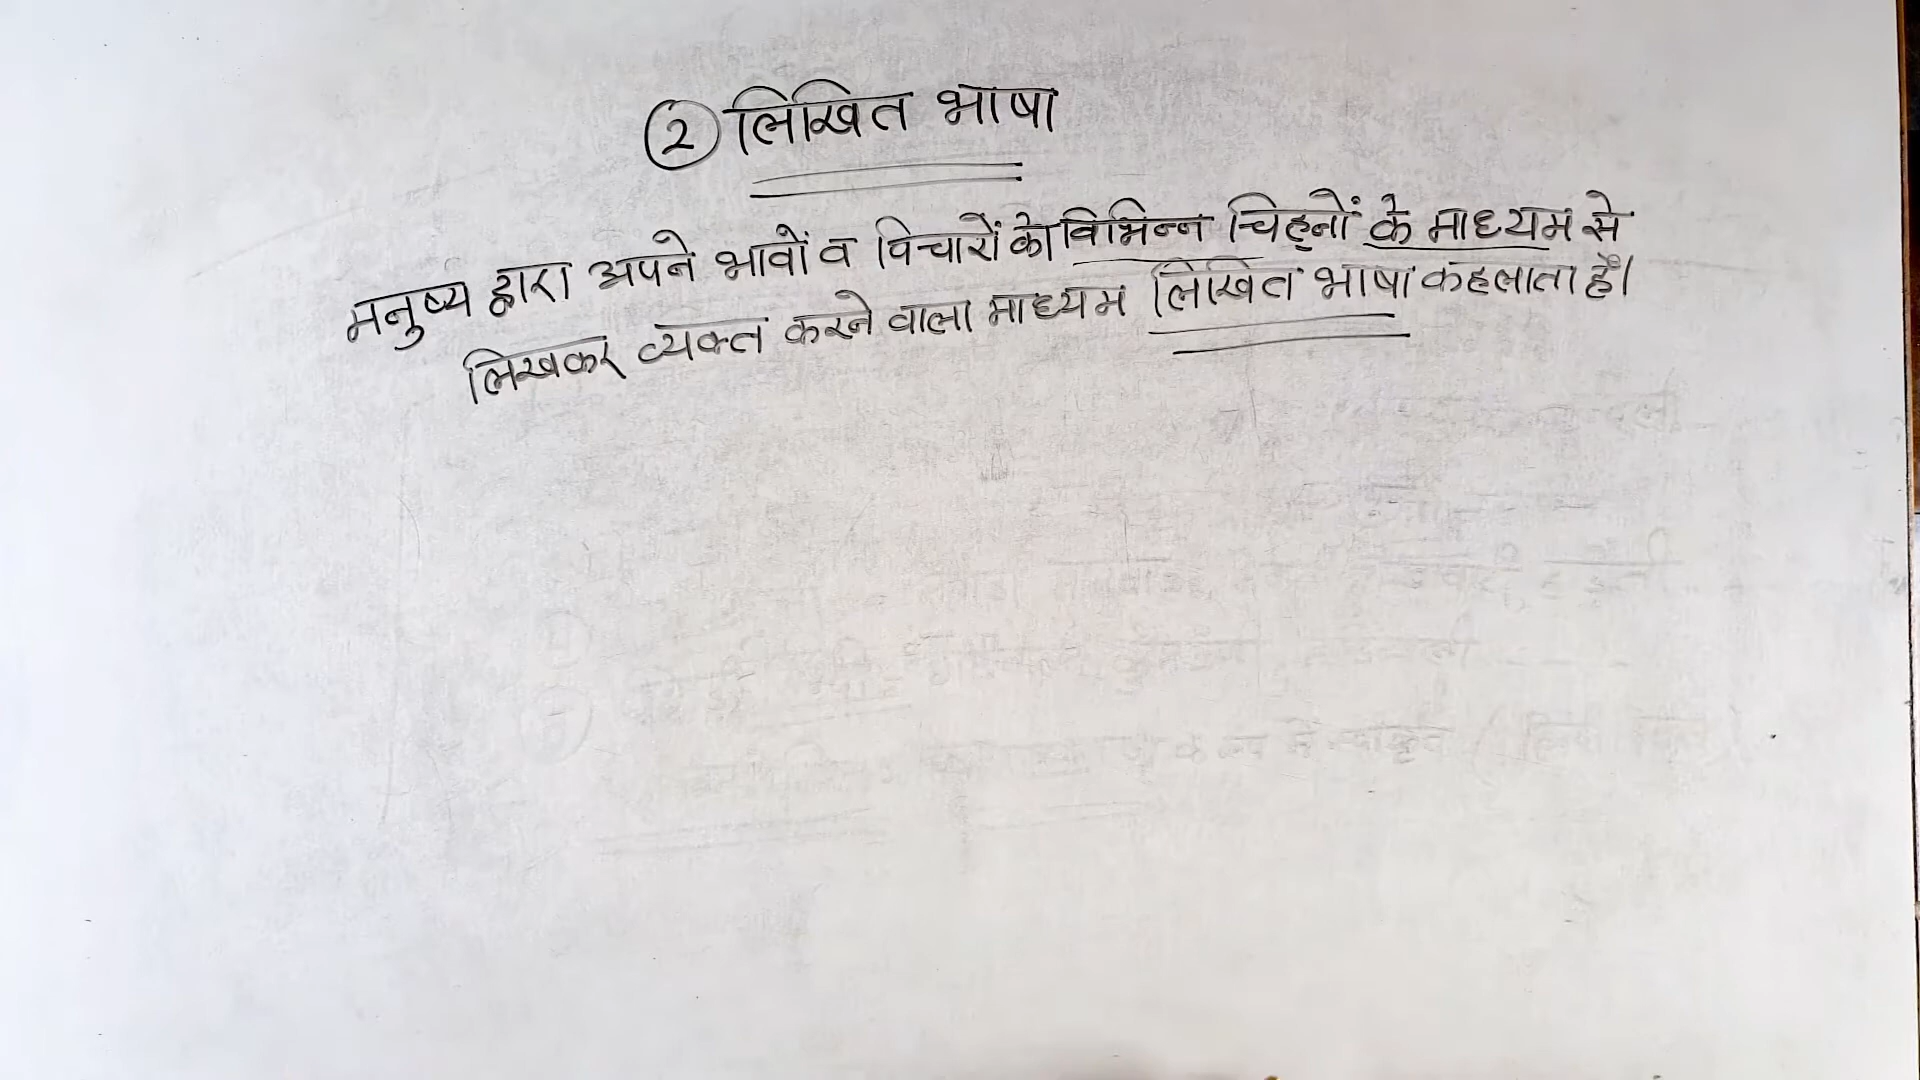 ② लिखित भाषा
मनुष्य द्वारा अपने भावों व विचारों को विभिन्न चिह्नों के माध्यम से
लिखकर व्यक्त करने वाला माध्यम लिखित भाषा कहलाता है।